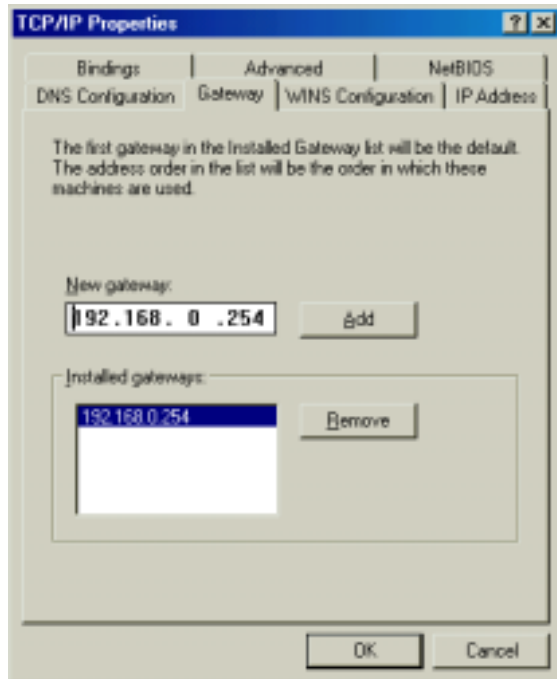 TCP/IP Properties
Bindings Advanced NetBIOS
DNS Configuration Gateway WINS Configuration IP Address
The first gateway in the Installed Gateway list will be the default.
The address order in the list will be the order in which these
machines are used.
New gateway:
192.168. 0 .254 Add
Installed gateways:
192.168.0.254 Remove
OK Cancel